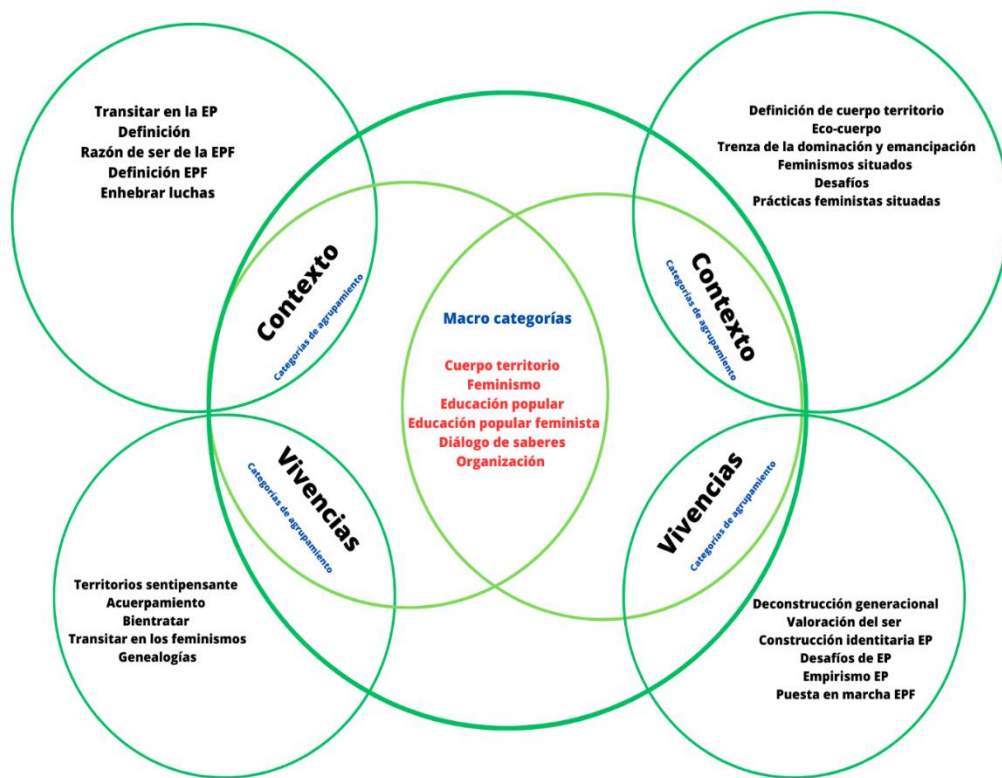 Transitar en la EP
Definición
Razón de ser de la EPF
Definición EPF
Enhebrar luchas
Contexto
Categorías de agrupamiento
Definición de cuerpo territorio
Eco-cuerpo
Trenza de la dominación y emancipación
Feminismos situados
Desafíos
Prácticas feministas situadas
Contexto
Categorías de agrupamiento
Macro categorías
Cuerpo territorio
Feminismo
Educación popular
Educación popular feminista
Diálogo de saberes
Organización
Vivencias
Categorías de agrupamiento
Territorios sentipensante
Acuerpamiento
Bientratar
Transitar en los feminismos
Genealogías
Vivencias
Categorías de agrupamiento
Deconstrucción generacional
Valoración del ser
Construcción identitaria EP
Desafíos de EP
Empirismo EP
Puesta en marcha EPF